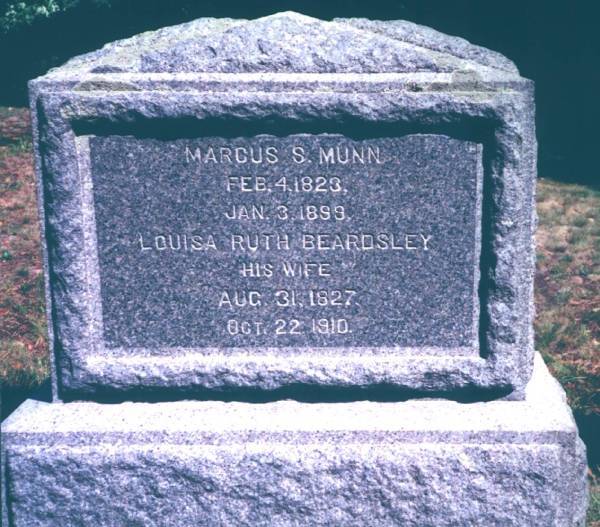 MARCUS S. MUNN
FEB. 4, 1823.
JAN. 3, 1899.
LOUISA RUTH BEARDSLEY
HIS WIFE
AUG. 31, 1827.
OCT. 22, 1910.